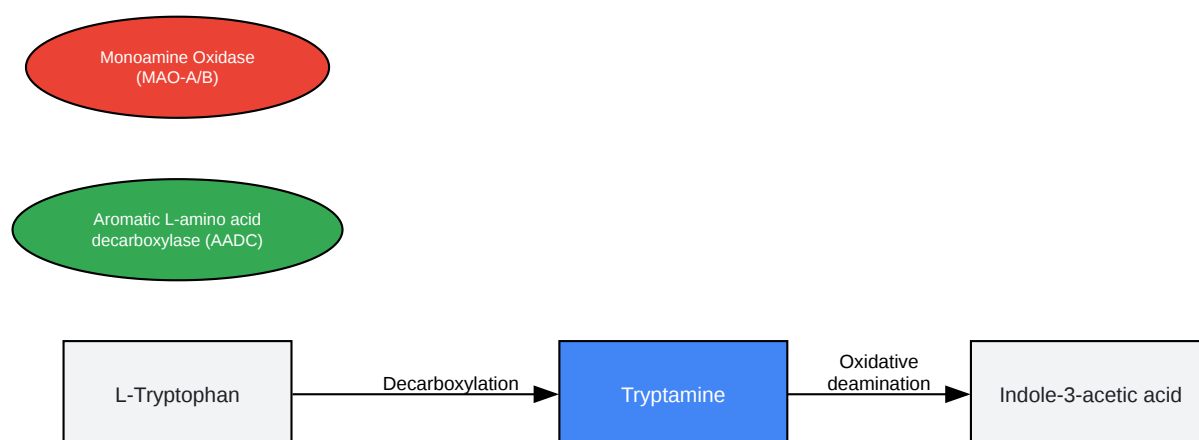 Monoamine Oxidase
(MAO-A/B)
Aromatic L-amino acid
decarboxylase (AADC)
L-Tryptophan
Decarboxylation
Tryptamine
Oxidative
deamination
Indole-3-acetic acid